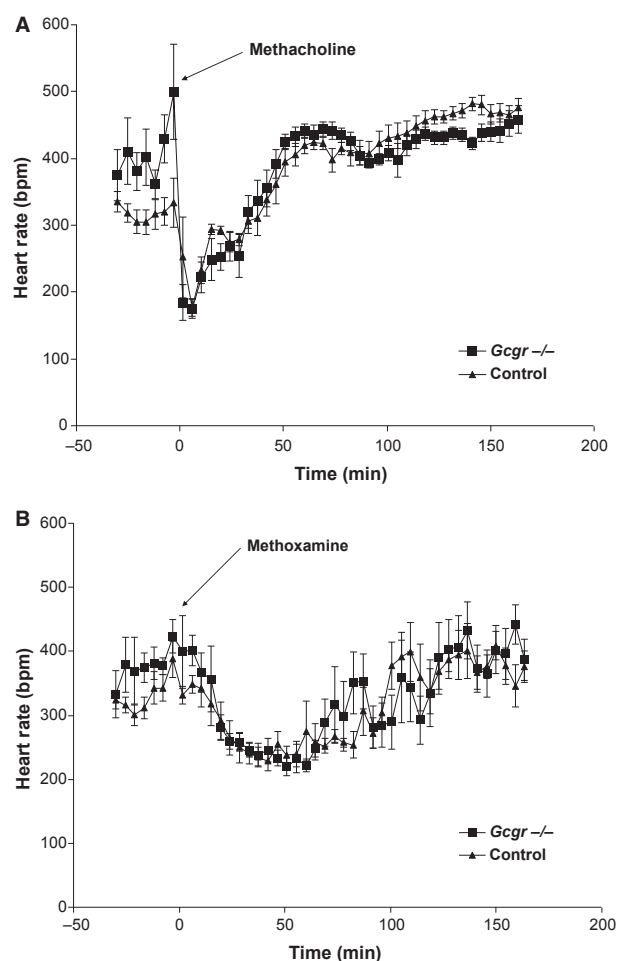 A
600
Methacholine
500
400
300
200
100
0
Heart rate (bpm)
Gcgr –/–
Control
–50
0
50
100
150
200
Time (min)
B
600
Methoxamine
500
400
300
200
100
0
Heart rate (bpm)
Gcgr –/–
Control
–50
0
50
100
150
200
Time (min)